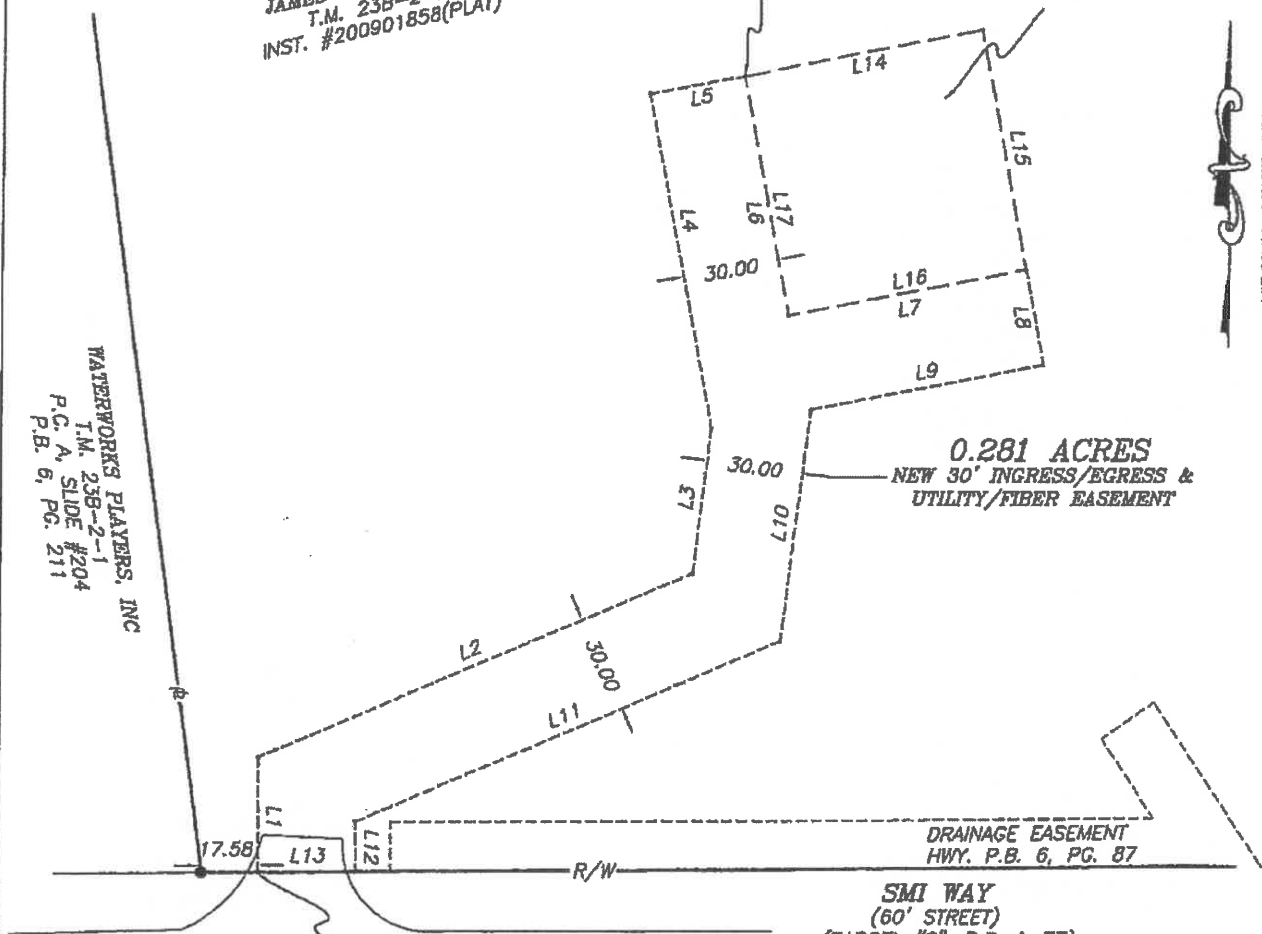 T.M. 23B-2
INST. #200901858(PLAT)
L14
L5
L15
L4
L6
L17
30.00
L16
L7
L8
L9
0.281 ACRES
NEW 30' INGRESS/EGRESS &
UTILITY/FIBER EASEMENT
30.00
L3
L10
WATERWORKS PLAYERS, INC
T.M. 23B-2-1
P.C. A, SLIDE #204
P.B. 6, PG. 211
L2
30.00
L11
L1
L12
17.58
L13
DRAINAGE EASEMENT
HWY. P.B. 6, PG. 87
R/W
SMI WAY
(60' STREET)